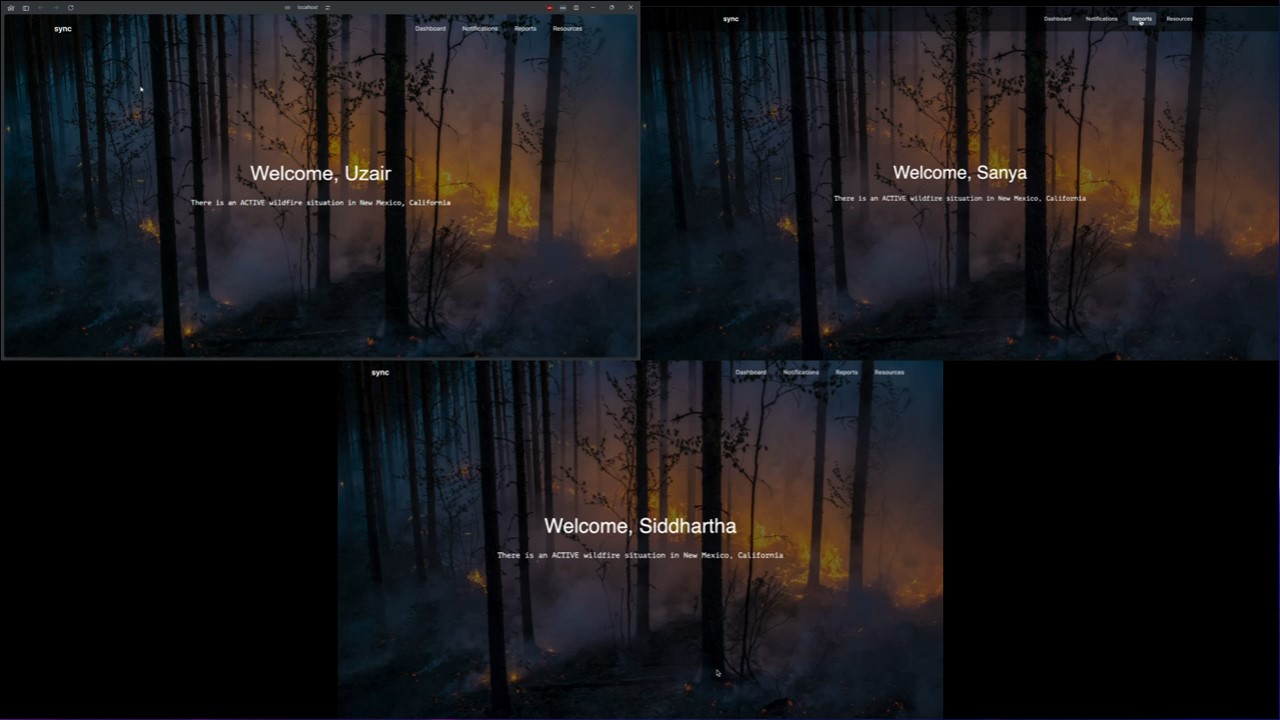 localhost
sync
Dashboard Notifications Reports Resources
Welcome, Uzair
There is an ACTIVE wildfire situation in New Mexico, California
sync
Dashboard Notifications Reports Resources
Welcome, Sanya
There is an ACTIVE wildfire situation in New Mexico, California
sync
Dashboard Notifications Reports Resources
Welcome, Siddhartha
There is an ACTIVE wildfire situation in New Mexico, California